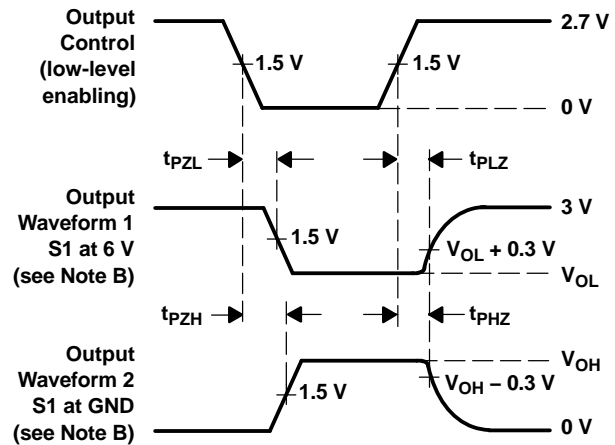 Output
Control
(low-level
enabling)
1.5 V
1.5 V
2.7 V
0 V
tPZL
tPLZ
Output
Waveform 1
S1 at 6 V
(see Note B)
1.5 V
3 V
VOL + 0.3 V
VOL
tPZH
tPHZ
Output
Waveform 2
S1 at GND
(see Note B)
1.5 V
VOH
VOH – 0.3 V
0 V